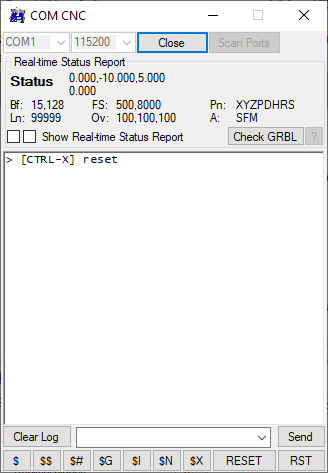 COM CNC
COM1 115200 Close Scan Ports
Real-time Status Report
Status 0.000,-10.000,5.000
0.000
Bf: 15,128 FS: 500,8000 Pn: XYZPDHRS
Ln: 99999 Ov: 100,100,100 A: SFM
Show Real-time Status Report Check GRBL ?
> [CTRL-X] reset
Clear Log Send
$ $$ $# $G $I $N $X RESET RST